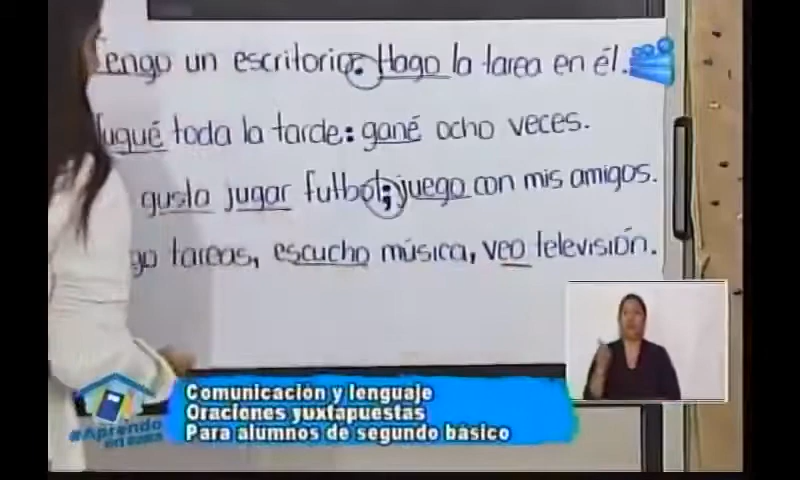 Tengo un escritorio. Hago la tarea en él.
Jugué toda la tarde: gané ocho veces.
gusta jugar futbol; juego con mis amigos.
go tareas, escucho música, veo televisión.
#Aprendo en casa
Comunicación y lenguaje
Oraciones yuxtapuestas
Para alumnos de segundo básico